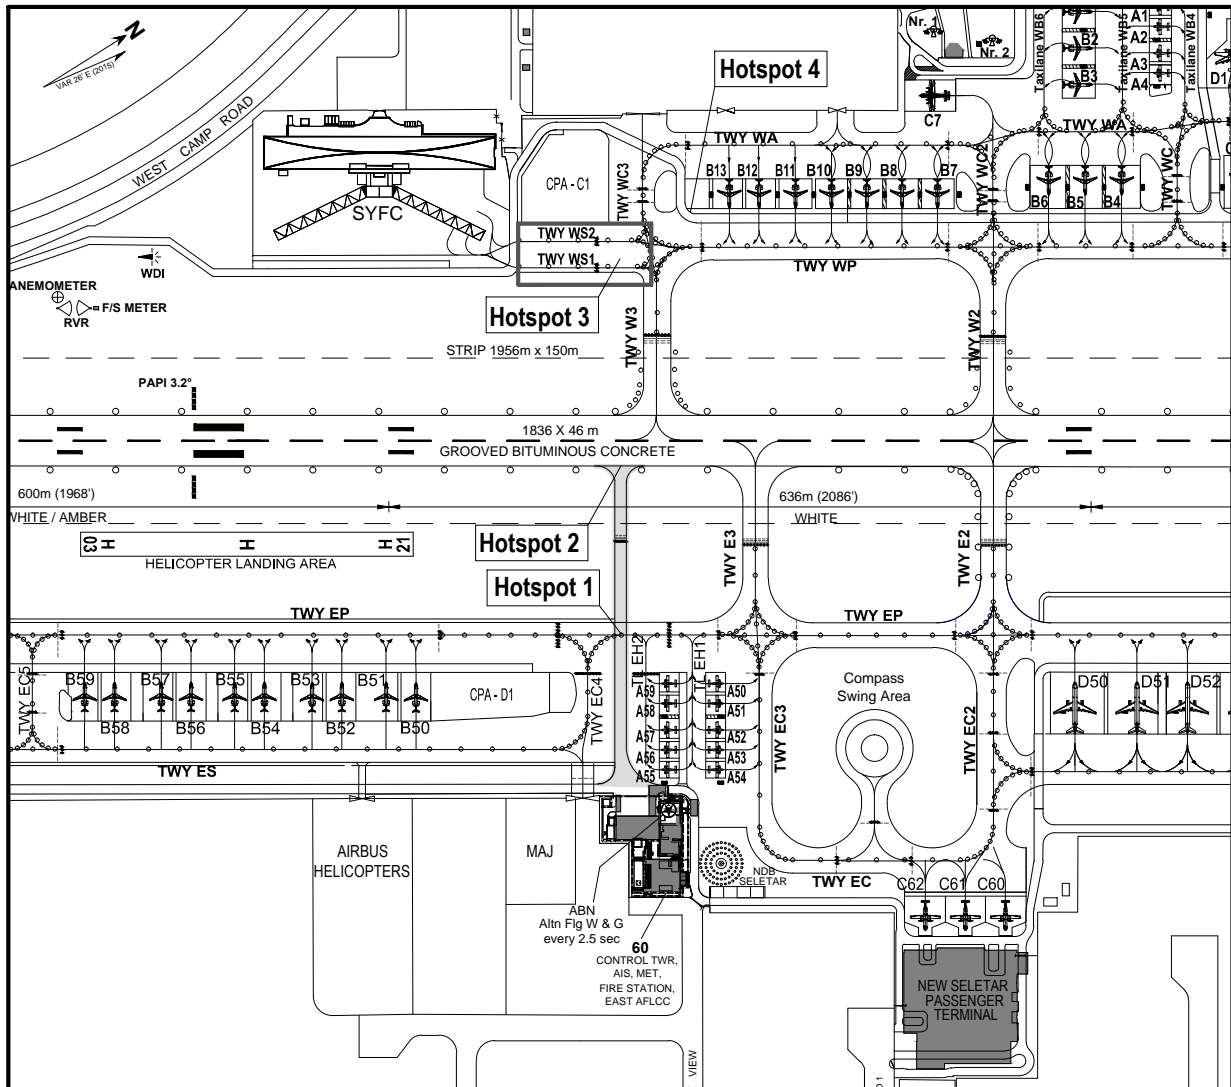 Nr. 1
Nr. 2
Taxilane WB6
Taxilane WB5
Taxilane WB4
B2
B3
A1
A2
A3
A4
D1
N
VAR 26' E (2015)
WEST CAMP ROAD
Hotspot 4
C7
TWY WA
TWY WA
SYFC
CPA - C1
TWY WC3
B13
B12
B11
B10
B9
B8
B7
TWY WC2
B6
B5
B4
TWY WC
TWY WS2
TWY WS1
TWY WP
WDI
ANEMOMETER
F/S METER
RVR
Hotspot 3
TWY W3
TWY W2
STRIP 1956m x 150m
PAPI 3.2°
1836 X 46 m
GROOVED BITUMINOUS CONCRETE
600m (1968')
WHITE / AMBER
636m (2086')
WHITE
03 H H H 21
HELICOPTER LANDING AREA
Hotspot 2
TWY E3
TWY E2
Hotspot 1
TWY EP
TWY EP
TWY EC5
B59
B58
B57
B56
B55
B54
B53
B52
B51
B50
CPA - D1
TWY EC4
TL EH2
TL EH1
A59
A58
A57
A56
A55
A50
A51
A52
A53
A54
TWY EC3
Compass
Swing Area
TWY EC2
D50
D51
D52
TWY ES
AIRBUS
HELICOPTERS
MAJ
ABN
Altn Flg W & G
every 2.5 sec
60
CONTROL TWR,
AIS, MET,
FIRE STATION,
EAST AFLCC
NDB
SELETAR
TWY EC
C62
C61
C60
NEW SELETAR
PASSENGER
TERMINAL
VIEW